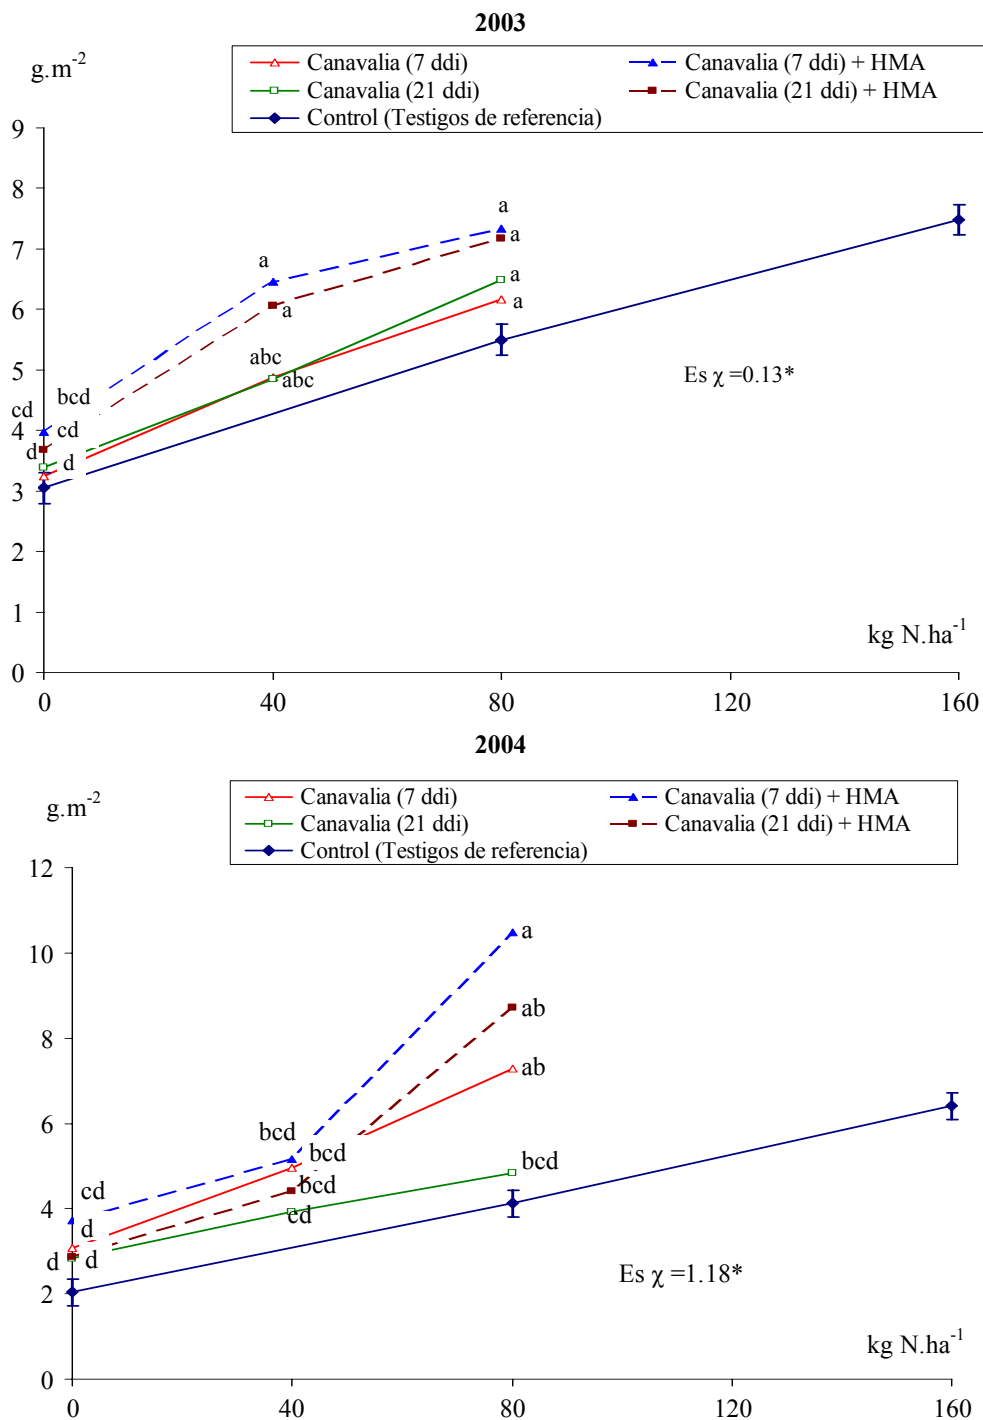 2003
g.m-2
Canavalia (7 ddi) Canavalia (7 ddi) + HMA
Canavalia (21 ddi) Canavalia (21 ddi) + HMA
Control (Testigos de referencia)
9
8
a
7 a
a a
6 a a
5 abc
abc
Es χ =0.13*
bcd
cd
4 cd
d d
3
2
1
kg N.ha-1
0
0 40 80 120 160
2004
g.m-2
Canavalia (7 ddi) Canavalia (7 ddi) + HMA
Canavalia (21 ddi) Canavalia (21 ddi) + HMA
Control (Testigos de referencia)
12
10 a
8 ab
ab
6
bcd bcd
bcd bcd
cd cd
4
d
d d
2 Es χ =1.18*
kg N.ha-1
0
0 40 80 120 160